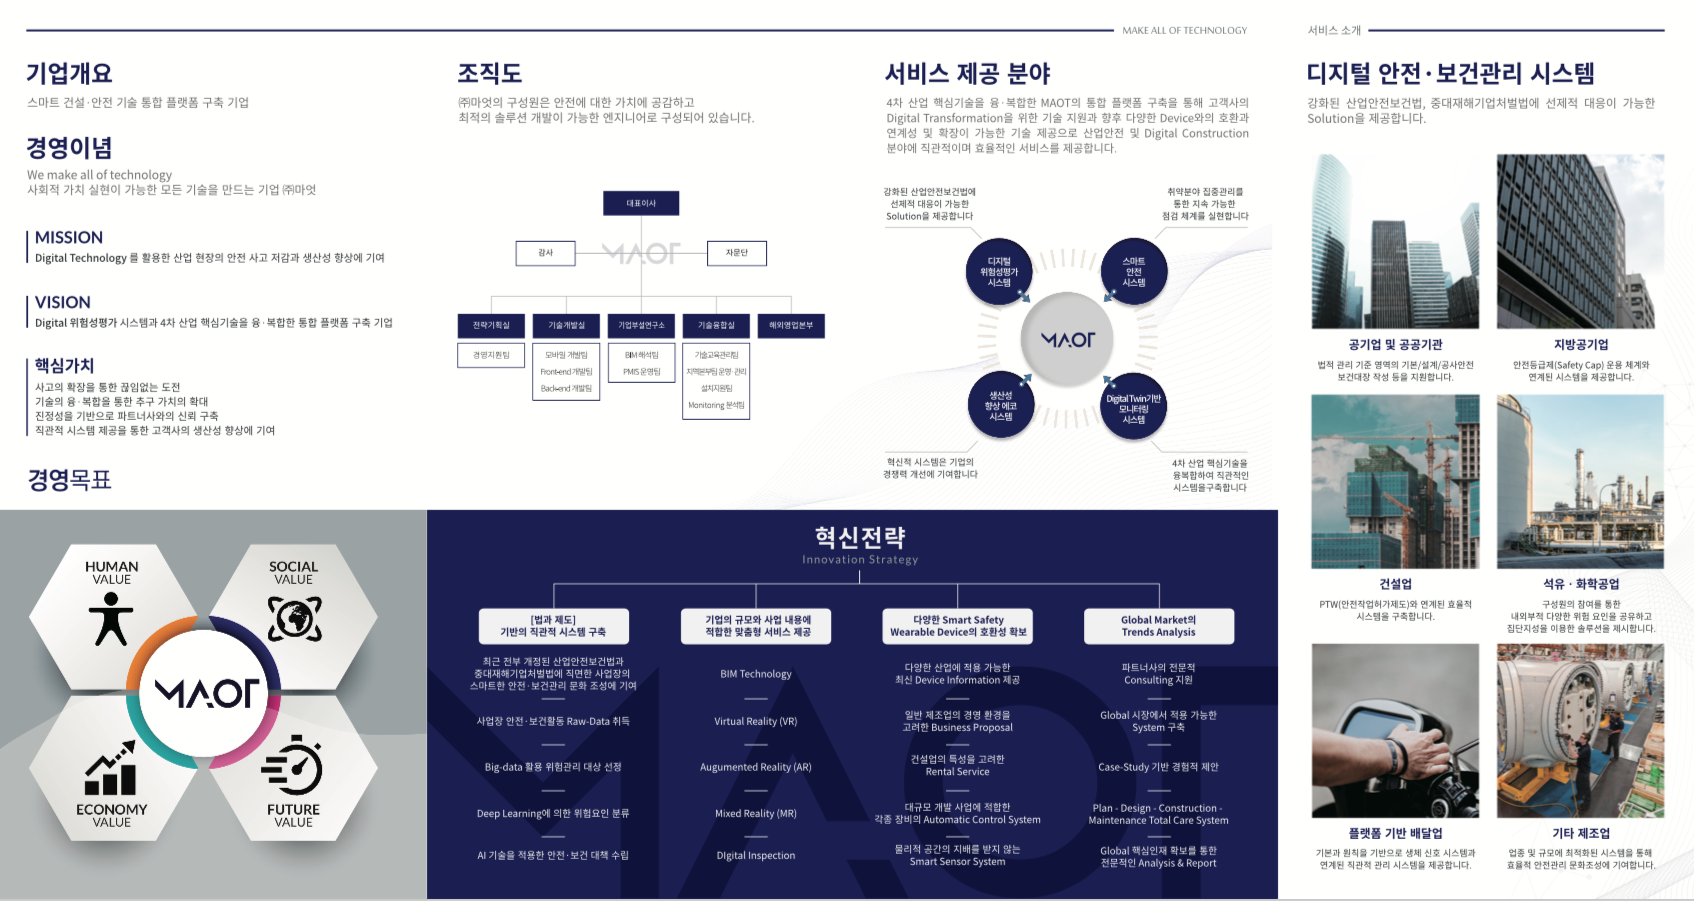 MAKE ALL OF TECHNOLOGY
서비스 소개
기업개요
스마트 건설·안전 기술 통합 플랫폼 구축 기업
경영이념
We make all of technology
사회적 가치 실현이 가능한 모든 기술을 만드는 기업 ㈜마엇
MISSION
Digital Technology 를 활용한 산업 현장의 안전 사고 저감과 생산성 향상에 기여
VISION
Digital 위험성평가 시스템과 4차 산업 핵심기술을 융·복합한 통합 플랫폼 구축 기업
핵심가치
사고의 확장을 통한 끊임없는 도전
기술의 융·복합을 통한 추구 가치의 확대
진정성을 기반으로 파트너사와의 신뢰 구축
직관적 시스템 제공을 통한 고객사의 생산성 향상에 기여
경영목표
HUMAN
VALUE
SOCIAL
VALUE
MAOT
ECONOMY
VALUE
FUTURE
VALUE
조직도
㈜마엇의 구성원은 안전에 대한 가치에 공감하고
최적의 솔루션 개발이 가능한 엔지니어로 구성되어 있습니다.
대표이사
감사
MAOT
자문단
전략기획실
기술개발실
기업부설연구소
기술융합실
해외영업본부
경영지원팀
모바일 개발팀
Front-end 개발팀
Back-end 개발팀
BIM 해석팀
PMIS 운영팀
기술교육관리팀
지역본부팀 운영·관리
설치지원팀
Monitoring 분석팀
서비스 제공 분야
4차 산업 핵심기술을 융·복합한 MAOT의 통합 플랫폼 구축을 통해 고객사의
Digital Transformation을 위한 기술 지원과 향후 다양한 Device와의 호환과
연계성 및 확장이 가능한 기술 제공으로 산업안전 및 Digital Construction
분야에 직관적이며 효율적인 서비스를 제공합니다.
강화된 산업안전보건법에
선제적 대응이 가능한
Solution을 제공합니다
취약분야 집중관리를
통한 지속 가능한
점검 체계를 실현합니다
디지털
위험성평가
시스템
스마트
안전
시스템
MAOT
생산성
향상 에코
시스템
Digital Twin기반
모니터링
시스템
혁신적 시스템은 기업의
경쟁력 개선에 기여합니다
4차 산업 핵심기술을
융복합하여 직관적인
시스템을구축합니다
혁신전략
Innovation Strategy
[법과 제도]
기반의 직관적 시스템 구축
최근 전부 개정된 산업안전보건법과
중대재해기업처벌법에 직면한 사업장의
스마트한 안전·보건관리 문화 조성에 기여
사업장 안전·보건활동 Raw-Data 취득
Big-data 활용 위험관리 대상 선정
Deep Learning에 의한 위험요인 분류
AI 기술을 적용한 안전·보건 대책 수립
기업의 규모와 사업 내용에
적합한 맞춤형 서비스 제공
BIM Technology
Virtual Reality (VR)
Augumented Reality (AR)
Mixed Reality (MR)
DIgital Inspection
다양한 Smart Safety
Wearable Device의 호환성 확보
다양한 산업에 적용 가능한
최신 Device Information 제공
일반 제조업의 경영 환경을
고려한 Business Proposal
건설업의 특성을 고려한
Rental Service
대규모 개발 사업에 적합한
각종 장비의 Automatic Control System
물리적 공간의 지배를 받지 않는
Smart Sensor System
Global Market의
Trends Analysis
파트너사의 전문적
Consulting 지원
Global 시장에서 적용 가능한
System 구축
Case-Study 기반 경험적 제안
Plan - Design - Construction -
Maintenance Total Care System
Global 핵심인재 확보를 통한
전문적인 Analysis & Report
MAOT
디지털 안전·보건관리 시스템
강화된 산업안전보건법, 중대재해기업처벌법에 선제적 대응이 가능한
Solution을 제공합니다.
공기업 및 공공기관
법적 관리 기준 영역의 기본/설계/공사안전
보건대장 작성 등을 지원합니다.
지방공기업
안전등급제(Safety Cap) 운용 체계와
연계된 시스템을 제공합니다.
건설업
PTW(안전작업허가제도)와 연계된 효율적
시스템을 구축합니다.
석유·화학공업
구성원의 참여를 통한
내외부적 다양한 위험 요인을 공유하고
집단지성을 이용한 솔루션을 제시합니다.
플랫폼 기반 배달업
기본과 원칙을 기반으로 생체 신호 시스템과
연계된 직관적 관리 시스템을 제공합니다.
기타 제조업
업종 및 규모에 최적화된 시스템을 통해
효율적 안전관리 문화조성에 기여합니다.